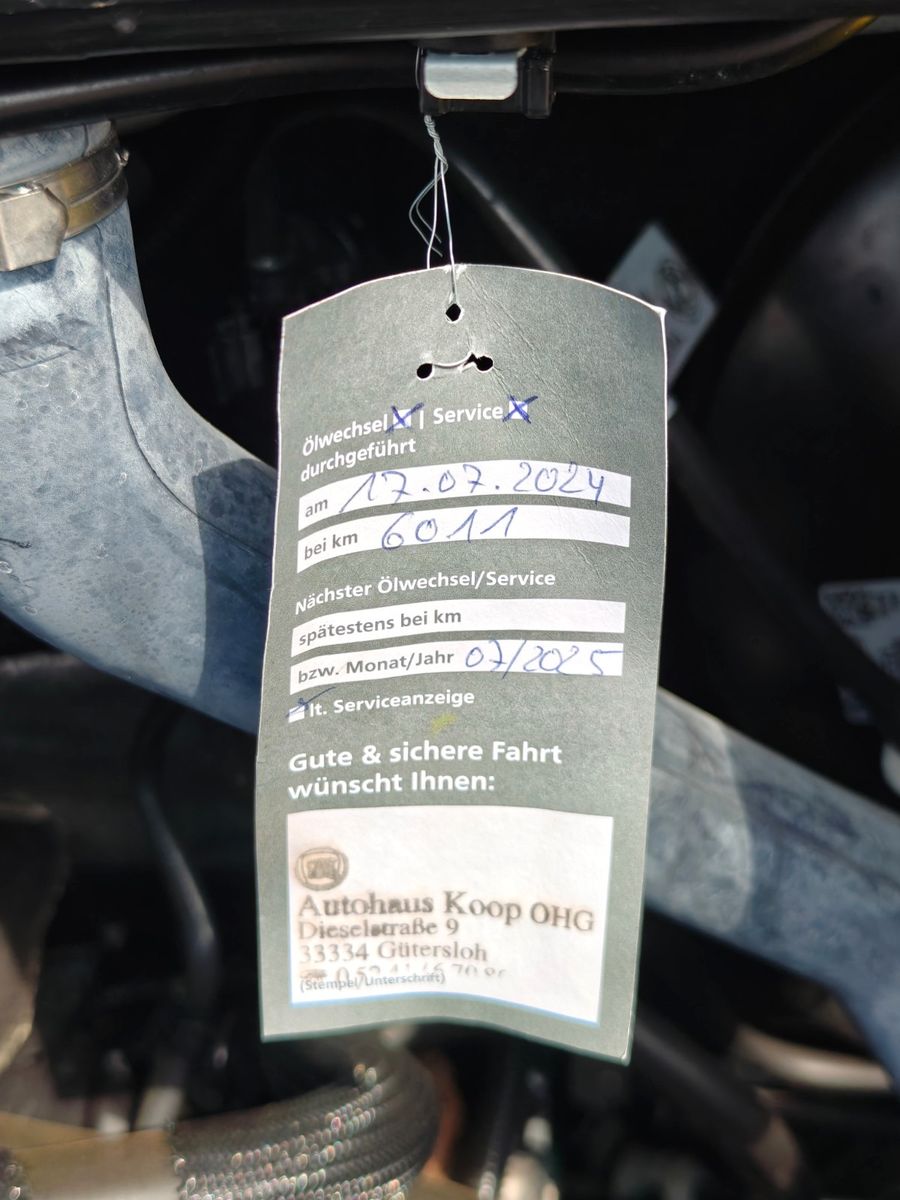 Ölwechsel | Service
durchgeführt
am 17.07.2024
bei km 6011
Nächster Ölwechsel/Service
spätestens bei km
bzw. Monat/Jahr 07/2025
lt. Serviceanzeige
Gute & sichere Fahrt
wünscht Ihnen:
Autohaus Koop OHG
Dieselstraße 9
33334 Gütersloh
(Stempel/Unterschrift)